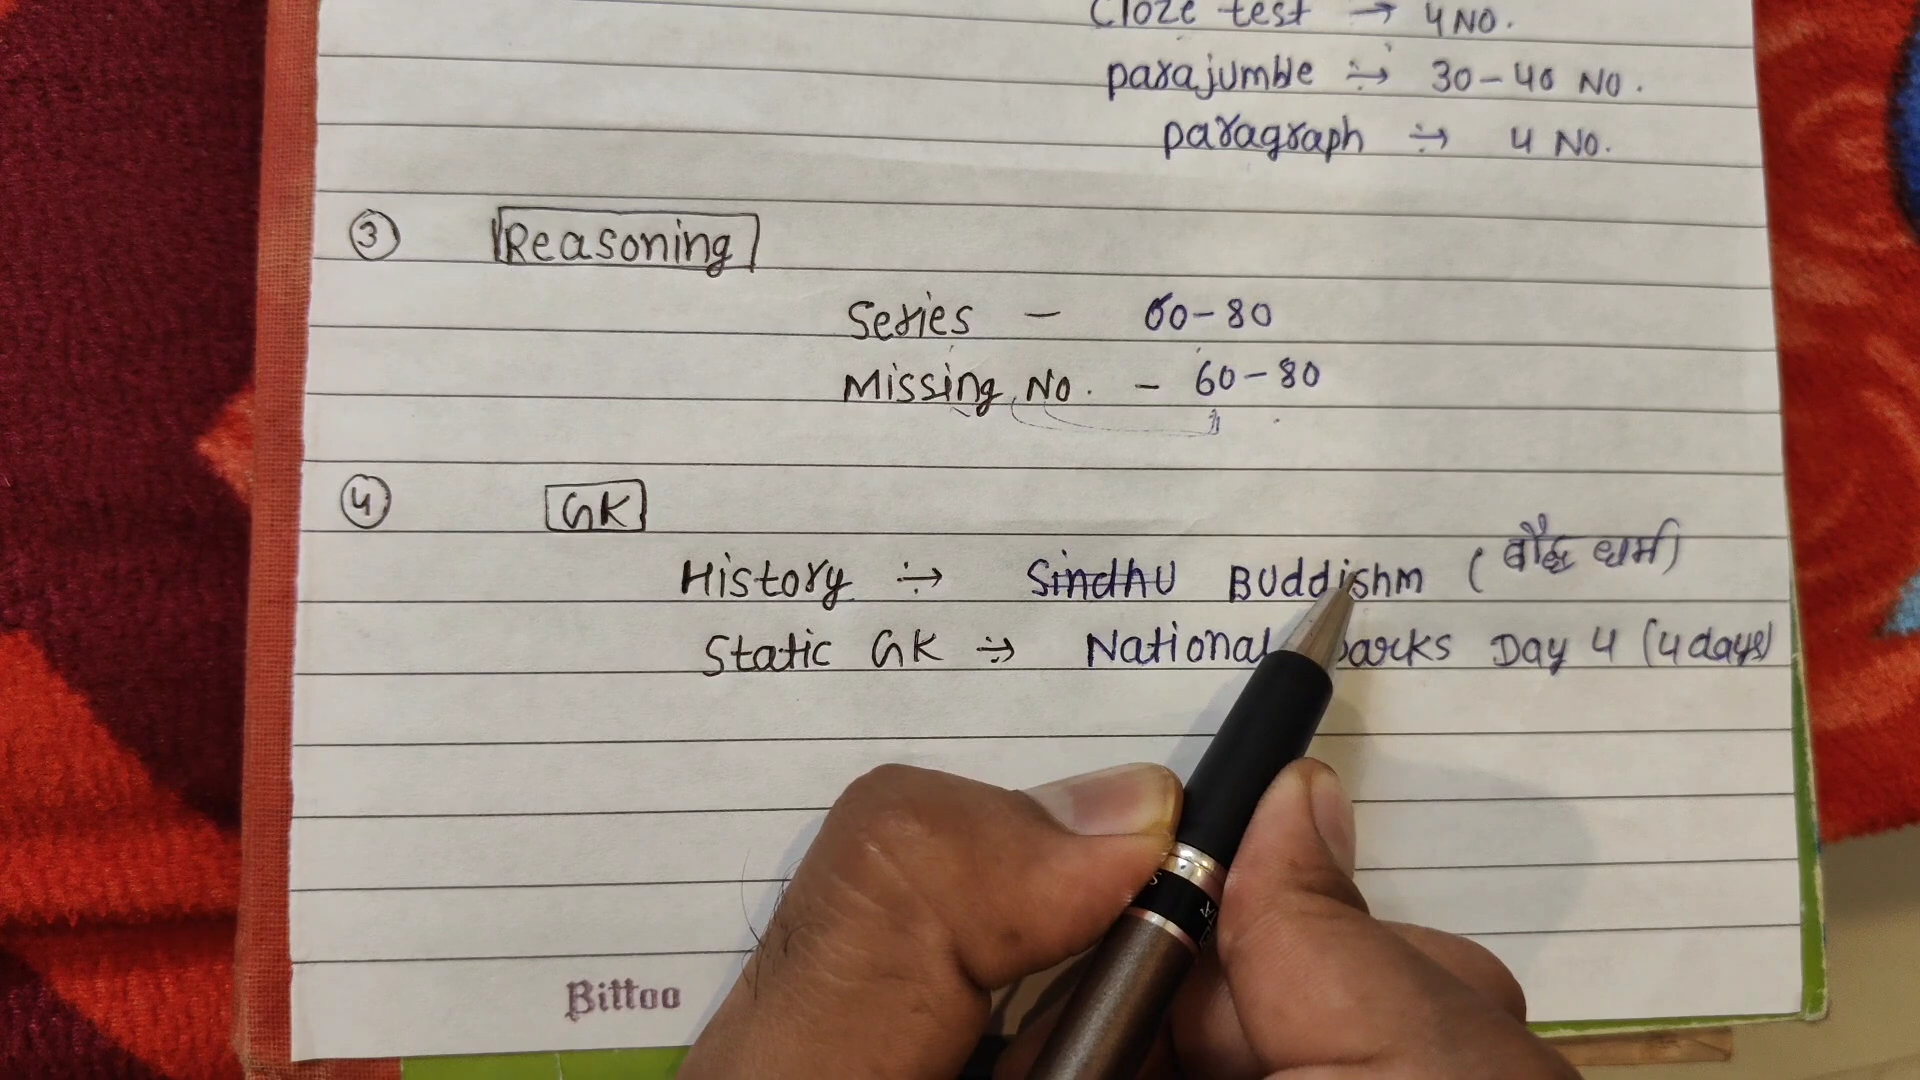 Cloze test → 4 No.
parajumble ÷→ 30-40 No.
paragraph ÷→ 4 No.
3 Reasoning
Series - 60-80
Missing No. - 60-80
4 GK
History ÷→ Sindhu Buddishm (बौद्ध धर्म)
Static GK ÷→ National parks Day 4 (4 days)
Bittoo